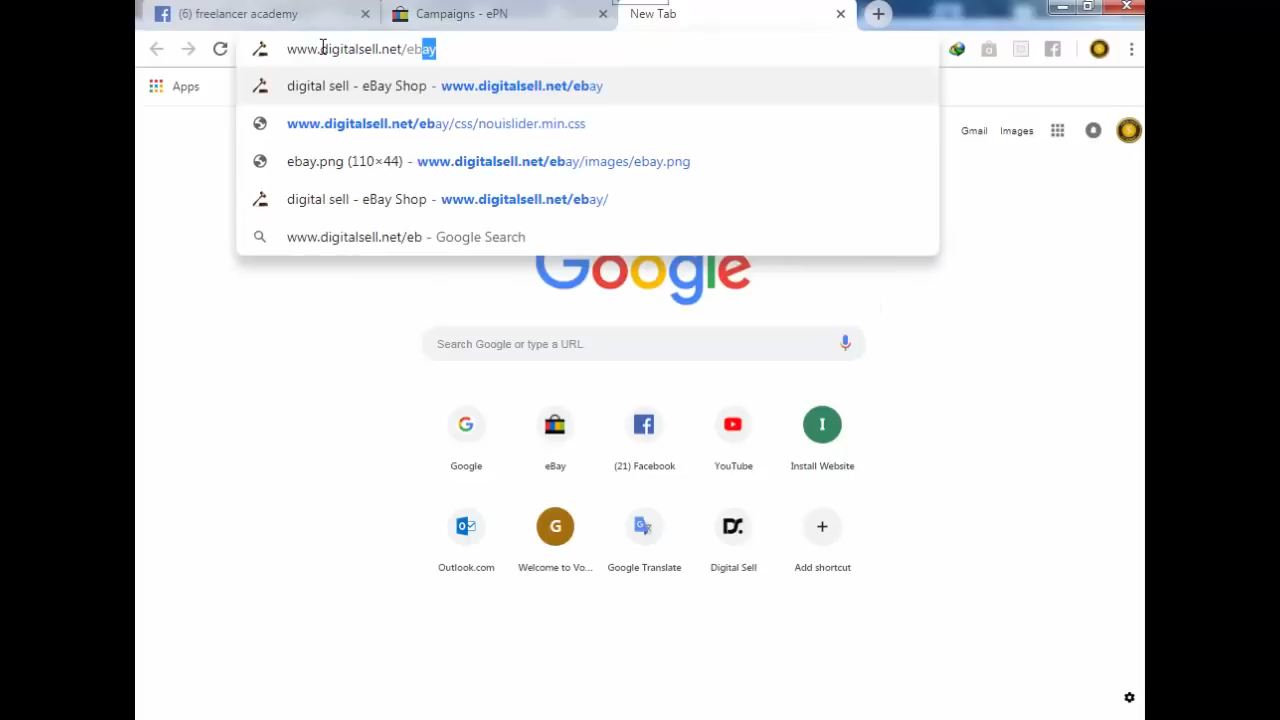 (6) freelancer academy
Campaigns - ePN
New Tab
www.digitalsell.net/ebay
Apps
digital sell - eBay Shop - www.digitalsell.net/ebay
www.digitalsell.net/ebay/css/nouislider.min.css
ebay.png (110×44) - www.digitalsell.net/ebay/images/ebay.png
digital sell - eBay Shop - www.digitalsell.net/ebay/
www.digitalsell.net/eb - Google Search
Gmail Images
Google
Search Google or type a URL
I
Google eBay (21) Facebook YouTube Install Website
G
Outlook.com Welcome to Vo... Google Translate Digital Sell Add shortcut